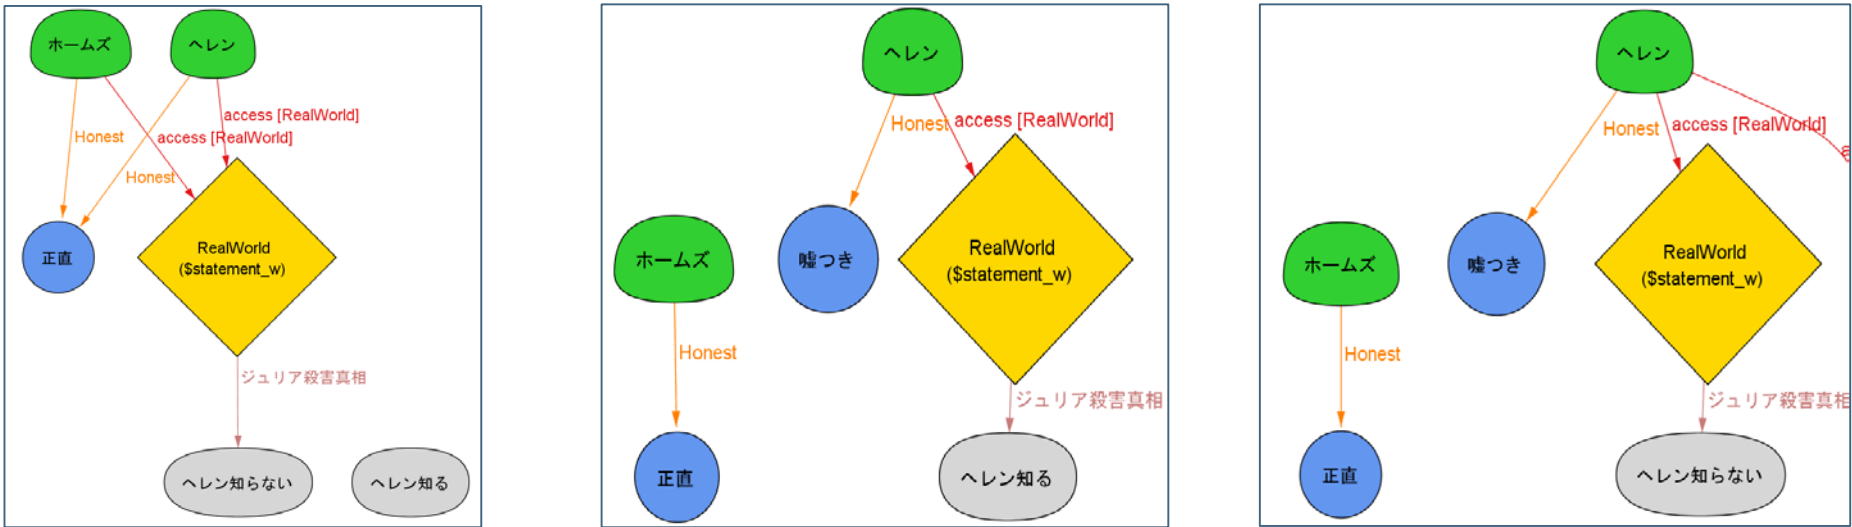 ホームズ
ヘレン
access [RealWorld]
Honest
access [RealWorld]
Honest
正直
RealWorld
($statement_w)
ジュリア殺害真相
ヘレン知らない
ヘレン知る
ヘレン
Honest
access [RealWorld]
ホームズ
嘘つき
RealWorld
($statement_w)
Honest
ジュリア殺害真相
正直
ヘレン知る
ヘレン
Honest
access [RealWorld]
ホームズ
嘘つき
RealWorld
($statement_w)
Honest
ジュリア殺害真相
正直
ヘレン知らない